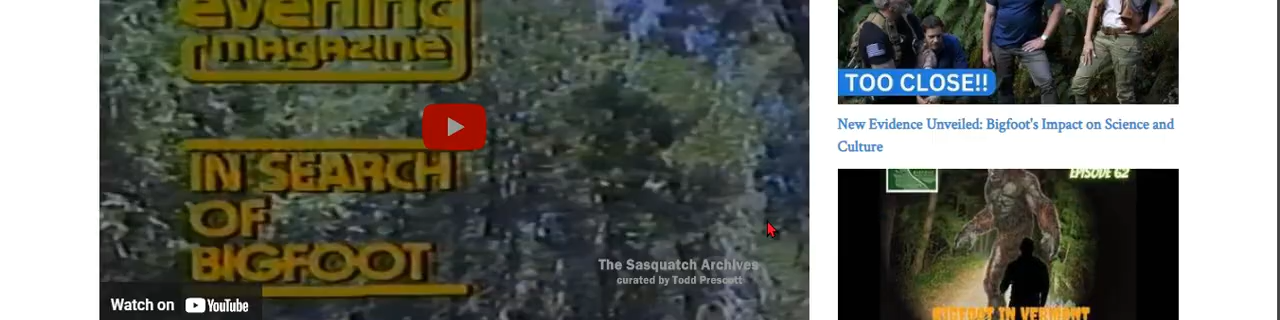 evening
magazine
IN SEARCH
OF
BIGFOOT
The Sasquatch Archives
curated by Todd Prescott
Watch on YouTube
TOO CLOSE!!
New Evidence Unveiled: Bigfoot's Impact on Science and
Culture
EPISODE 62
BIGFOOT IN VERMONT